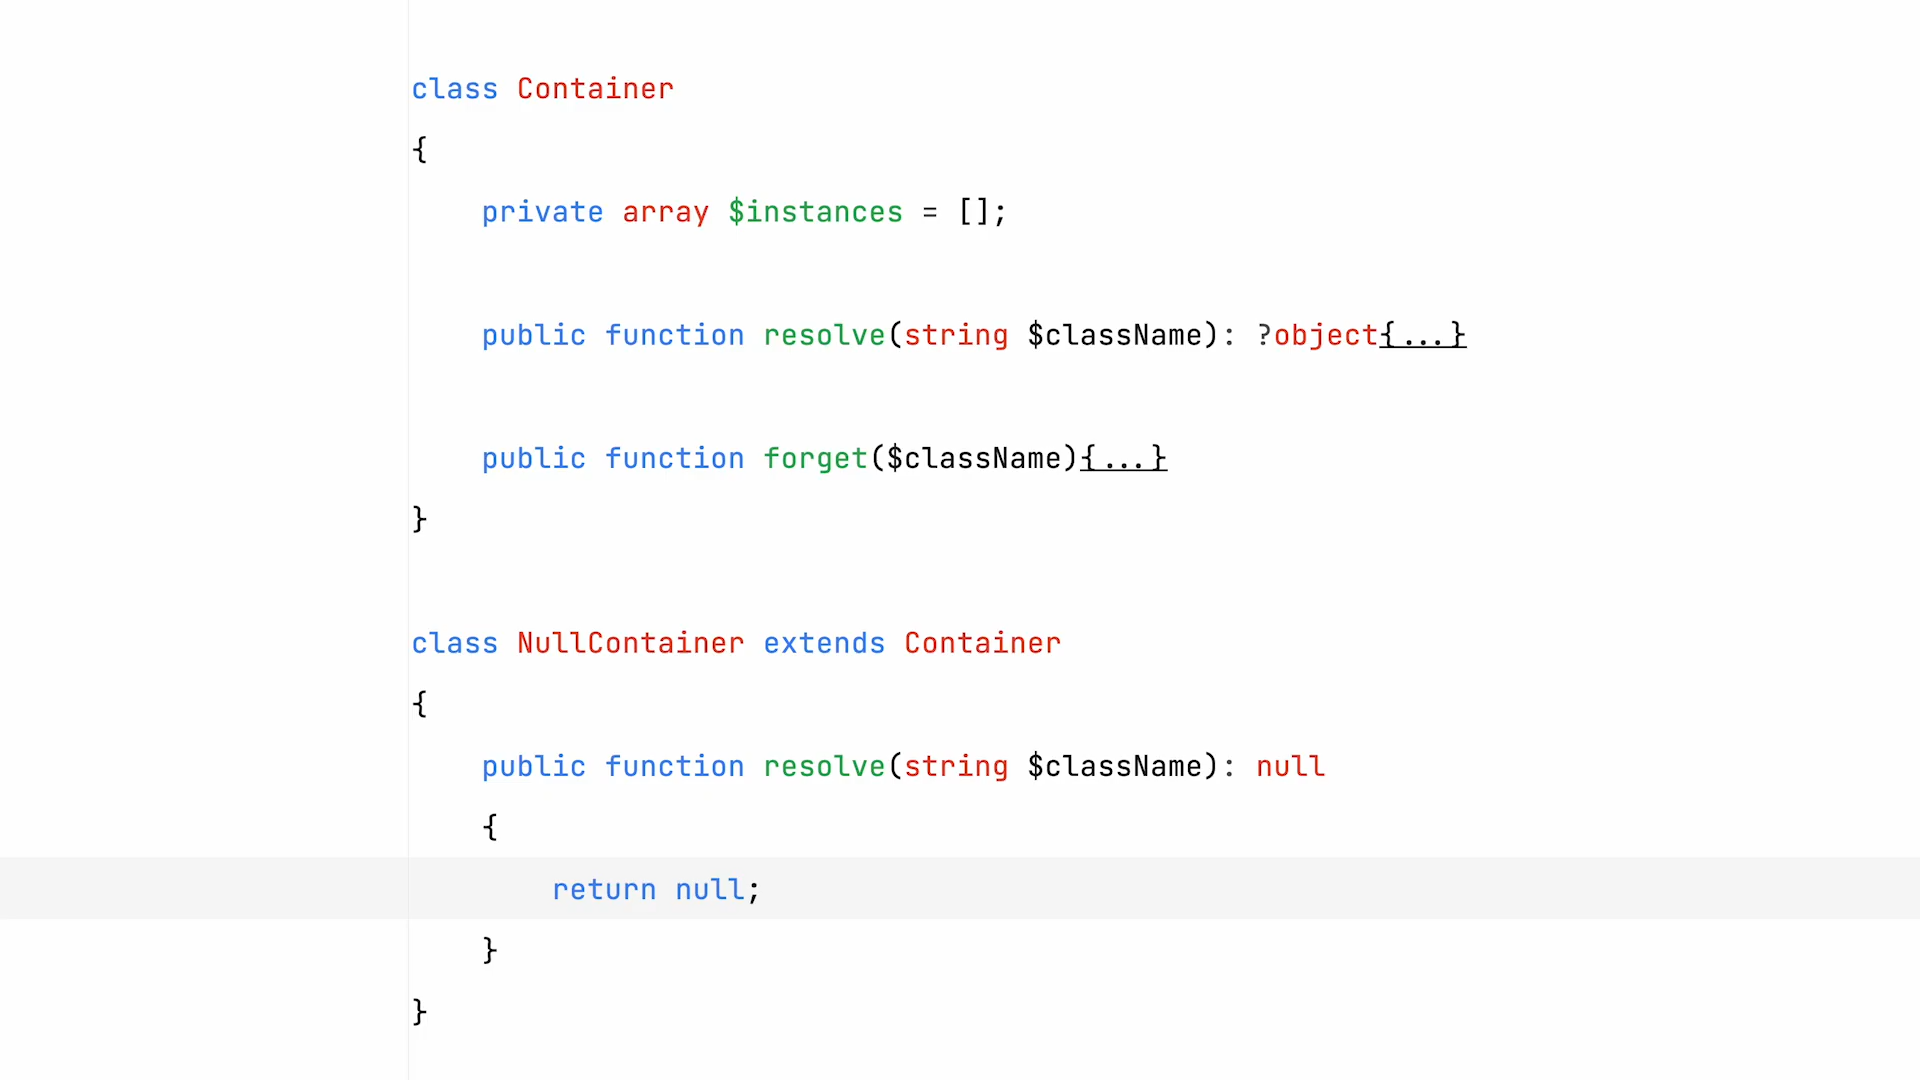 class Container
{
    private array $instances = [];
    public function resolve(string $className): ?object{...}
    public function forget($className){...}
}
class NullContainer extends Container
{
    public function resolve(string $className): null
    {
        return null;
    }
}